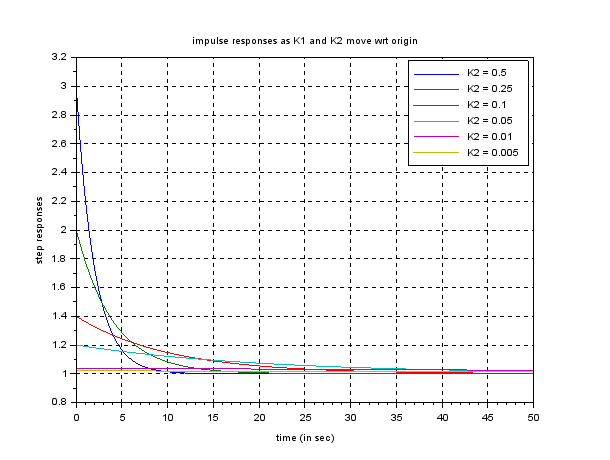 impulse responses as K1 and K2 move wrt origin
3.2
3
2.8
2.6
2.4
2.2
2
1.8
1.6
1.4
1.2
1
0.8
step responses
K2 = 0.5
K2 = 0.25
K2 = 0.1
K2 = 0.05
K2 = 0.01
K2 = 0.005
0 5 10 15 20 25 30 35 40 45 50
time (in sec)